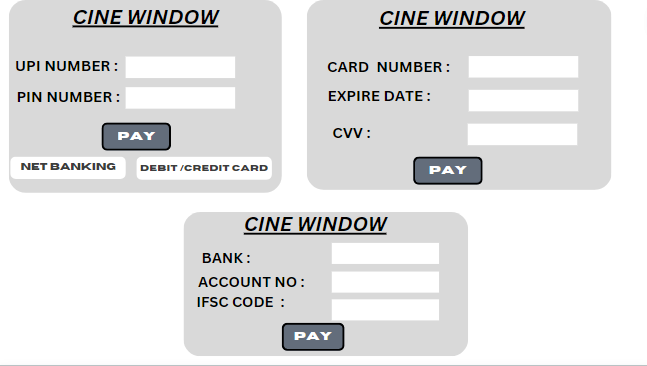 CINE WINDOW
UPI NUMBER :
PIN NUMBER :
PAY
NET BANKING
DEBIT /CREDIT CARD
CINE WINDOW
CARD NUMBER :
EXPIRE DATE :
CVV :
PAY
CINE WINDOW
BANK :
ACCOUNT NO :
IFSC CODE :
PAY